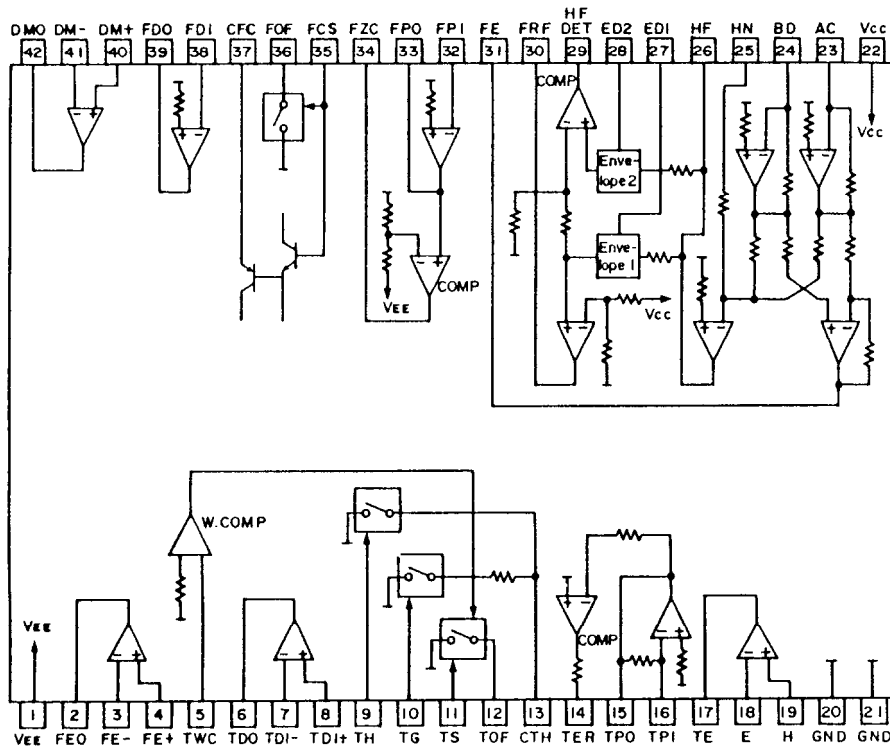 DMO DM- DM+ FDO FDI CFC FOF FCS FZC FPO FPI FE FRF HF DET ED2 EDI HF HN BD AC Vcc
42 41 40 39 38 37 36 35 34 33 32 31 30 29 28 27 26 25 24 23 22
COMP
Vcc
Enve-
lope 2
Enve-
lope 1
COMP
VEE
Vcc
W.COMP
VEE
COMP
1 2 3 4 5 6 7 8 9 10 11 12 13 14 15 16 17 18 19 20 21
VEE FEO FE- FE+ TWC TDO TDI- TDI+ TH TG TS TOF CTH TER TPO TPI TE E H GND GND